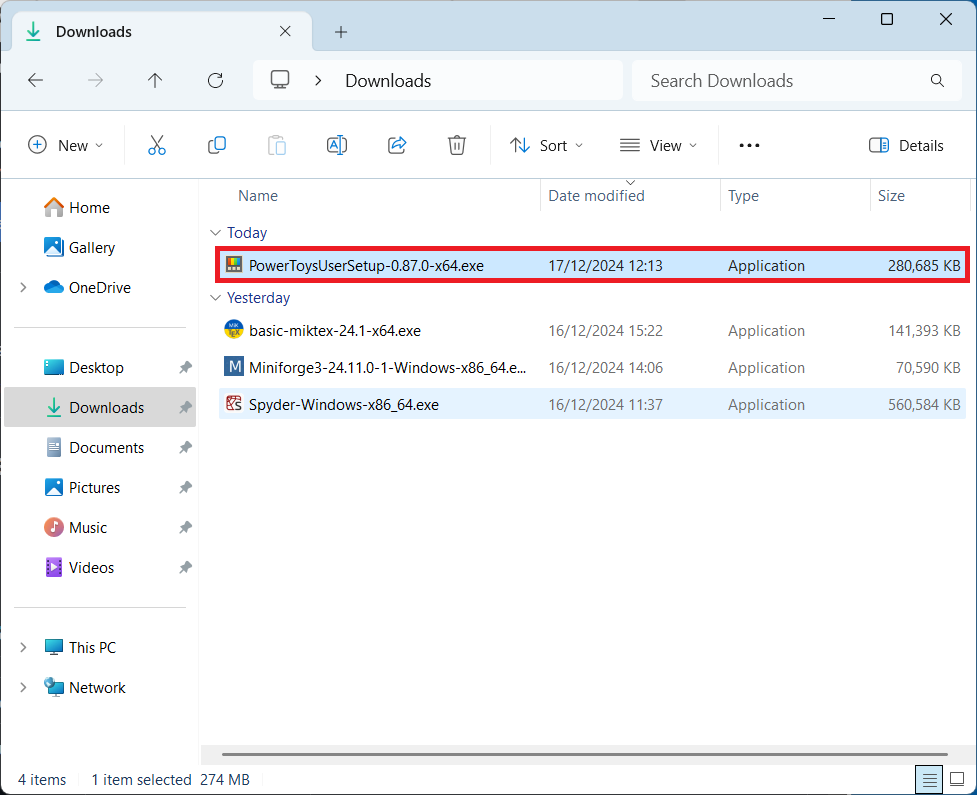 Downloads
Downloads
Search Downloads
New
Sort
View
Details
Name Date modified Type Size
Home
Gallery
OneDrive
Desktop
Downloads
Documents
Pictures
Music
Videos
This PC
Network
Today
PowerToysUserSetup-0.87.0-x64.exe 17/12/2024 12:13 Application 280,685 KB
Yesterday
basic-miktex-24.1-x64.exe 16/12/2024 15:22 Application 141,393 KB
Miniforge3-24.11.0-1-Windows-x86_64.e... 16/12/2024 14:06 Application 70,590 KB
Spyder-Windows-x86_64.exe 16/12/2024 11:37 Application 560,584 KB
4 items 1 item selected 274 MB